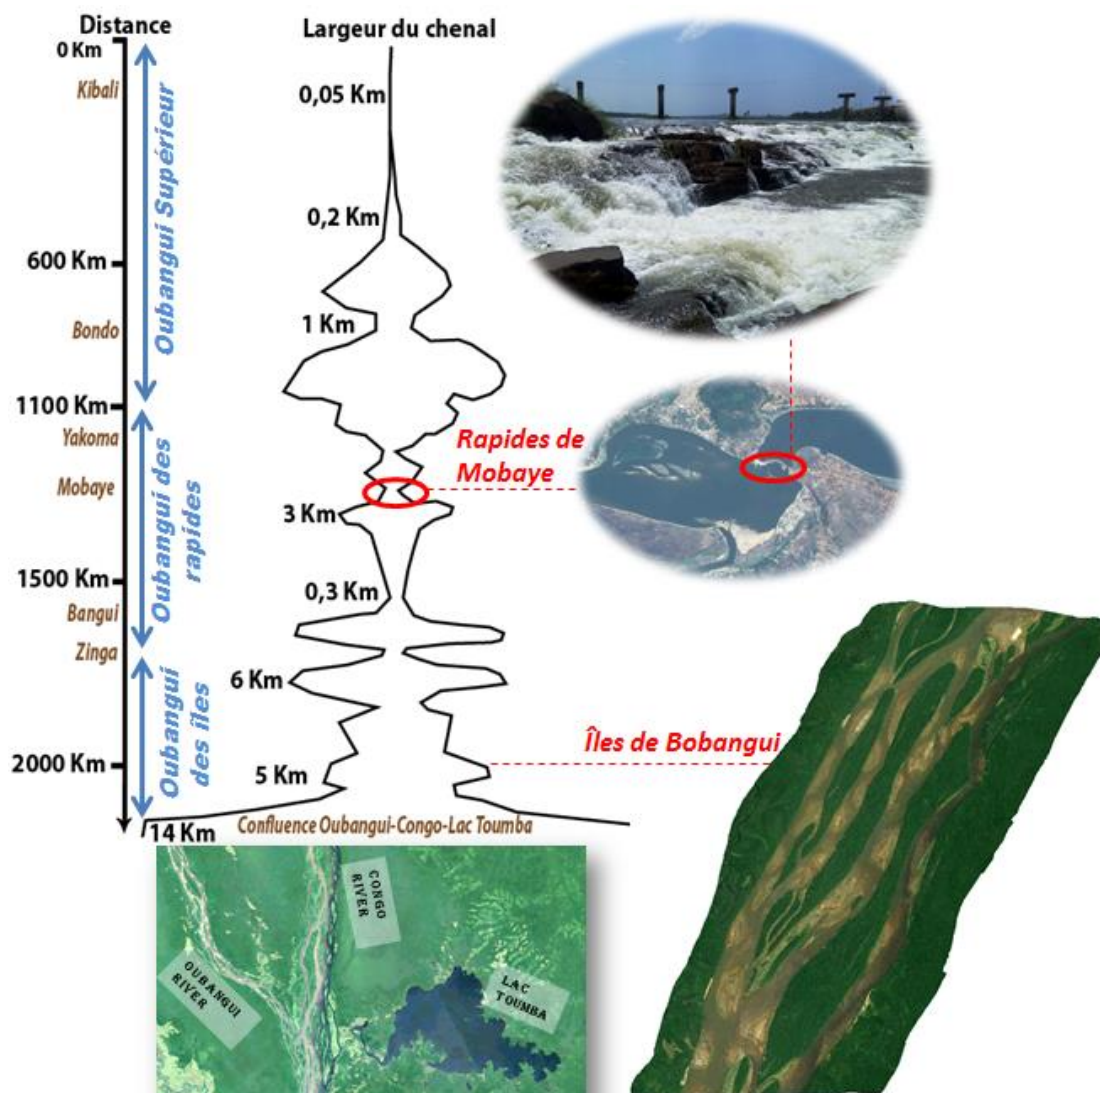 Distance
Largeur du chenal
0 Km
Kibali
0,05 Km
Oubangui Supérieur
0,2 Km
600 Km
Bondo
1 Km
1100 Km
Yakoma
Rapides de
Mobaye
Mobaye
Oubangui des
rapides
3 Km
1500 Km
0,3 Km
Bangui
Zinga
6 Km
Oubangui
des îles
Îles de Bobangui
2000 Km
5 Km
14 Km
Confluence Oubangui-Congo-Lac Toumba
CONGO
RIVER
OUBANGUI
RIVER
LAC
TOUMBA